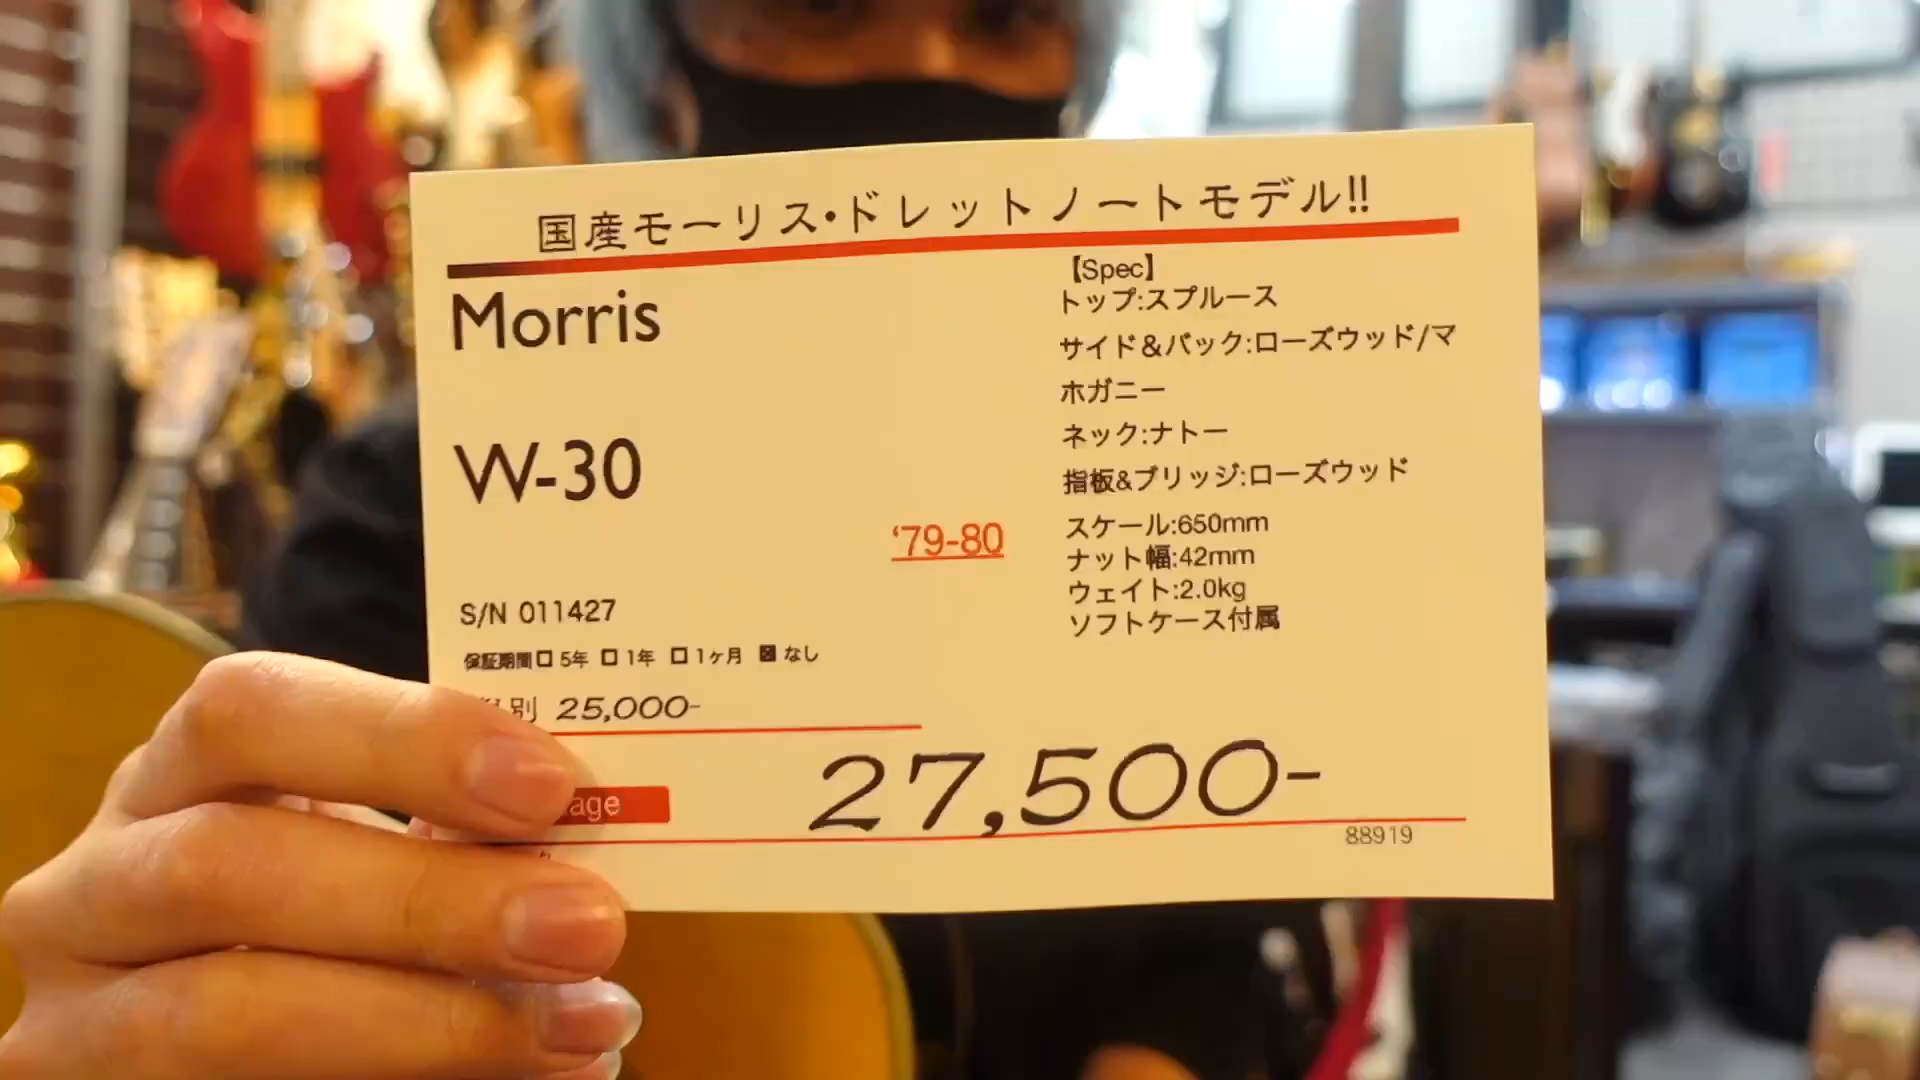 国産モーリス•ドレットノートモデル!!
Morris
W-30
'79-80
S/N 011427
保証期間□ 5年 □ 1年 □ 1ヶ月 ☒ なし
別 25,000-
age
27,500-
88919
【Spec】
トップ:スプルース
サイド&バック:ローズウッド/マ
ホガニー
ネック:ナトー
指板&ブリッジ:ローズウッド
スケール:650mm
ナット幅:42mm
ウェイト:2.0kg
ソフトケース付属